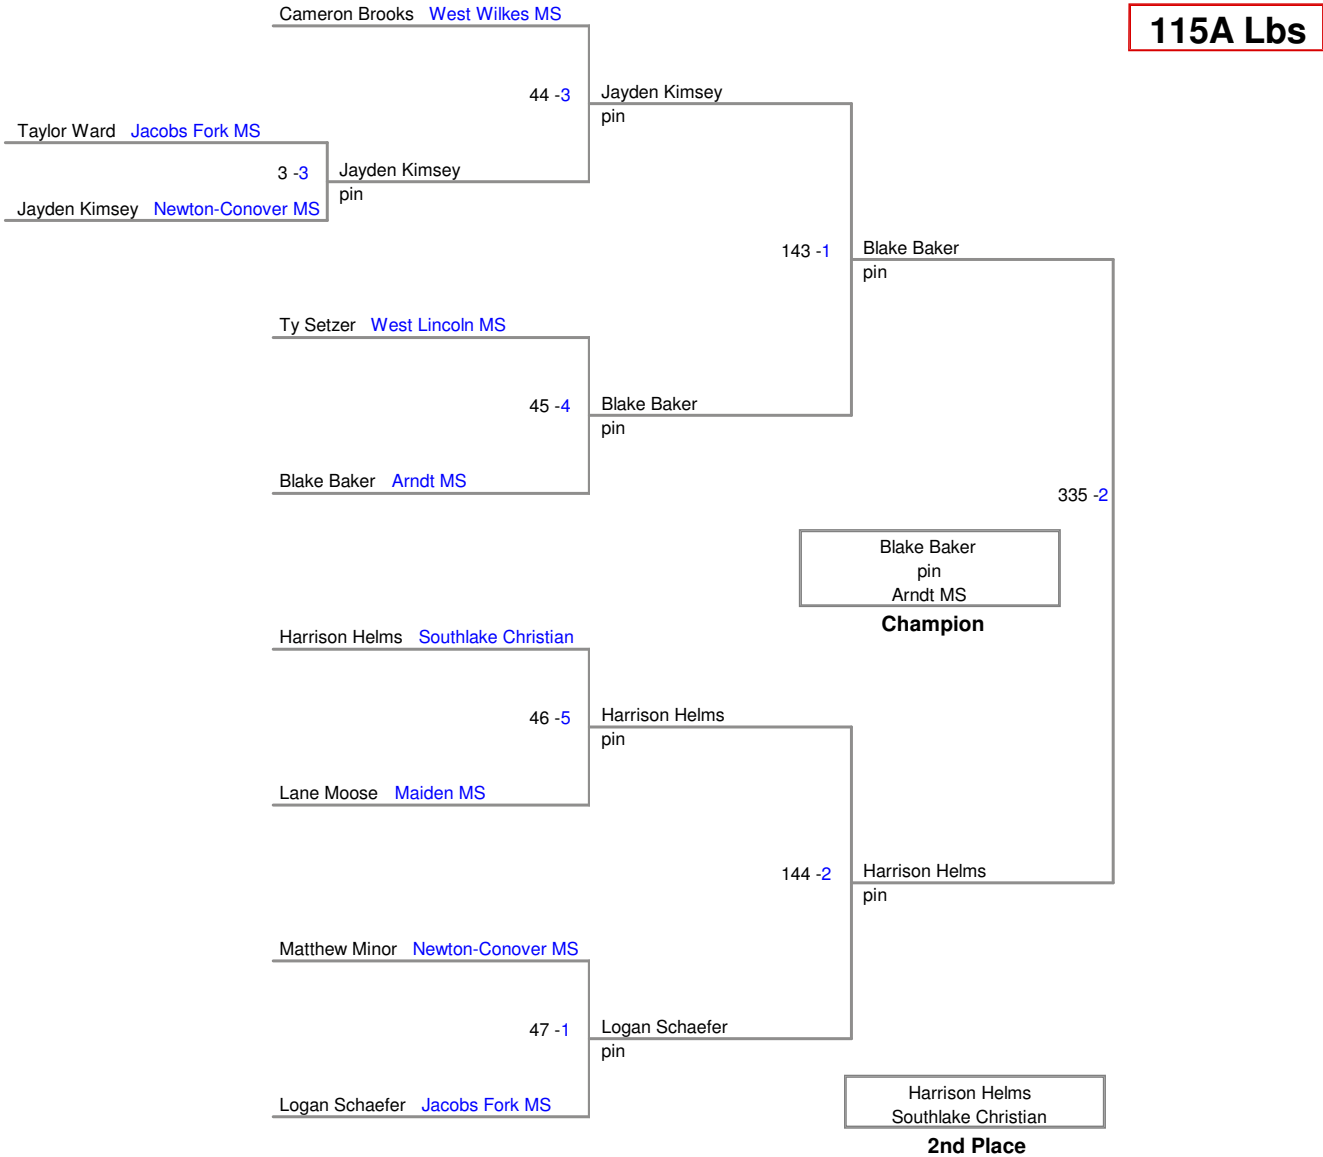 Cameron Brooks West Wilkes MS
115A Lbs
44 -3
Jayden Kimsey
pin
Taylor Ward Jacobs Fork MS
3 -3
Jayden Kimsey
pin
Jayden Kimsey Newton-Conover MS
143 -1
Blake Baker
pin
Ty Setzer West Lincoln MS
45 -4
Blake Baker
pin
Blake Baker Arndt MS
335 -2
Blake Baker
pin
Arndt MS
Champion
Harrison Helms Southlake Christian
46 -5
Harrison Helms
pin
Lane Moose Maiden MS
144 -2
Harrison Helms
pin
Matthew Minor Newton-Conover MS
47 -1
Logan Schaefer
pin
Logan Schaefer Jacobs Fork MS
Harrison Helms
Southlake Christian
2nd Place